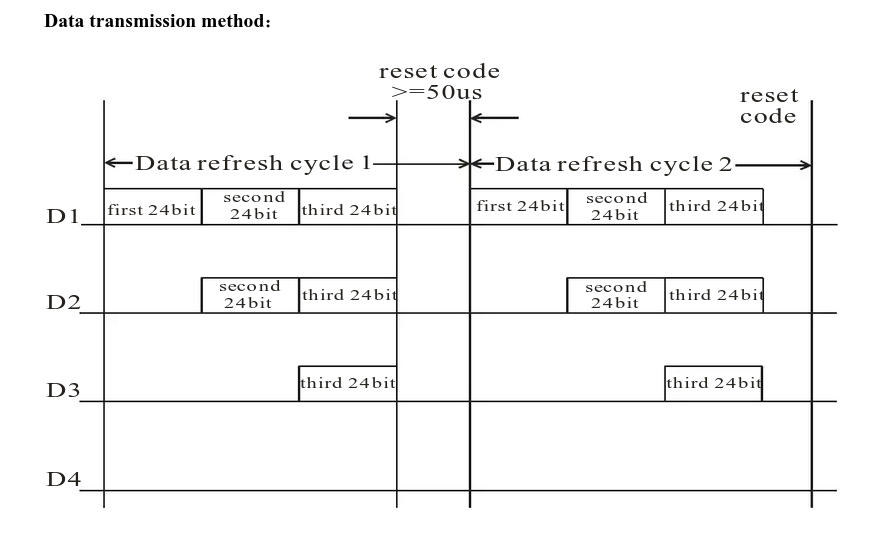 Data transmission method:
reset code
>=50us
reset
code
Data refresh cycle 1
Data refresh cycle 2
D1
first 24bit
second
24bit
third 24bit
first 24bit
second
24bit
third 24bit
D2
second
24bit
third 24bit
second
24bit
third 24bit
D3
third 24bit
third 24bit
D4